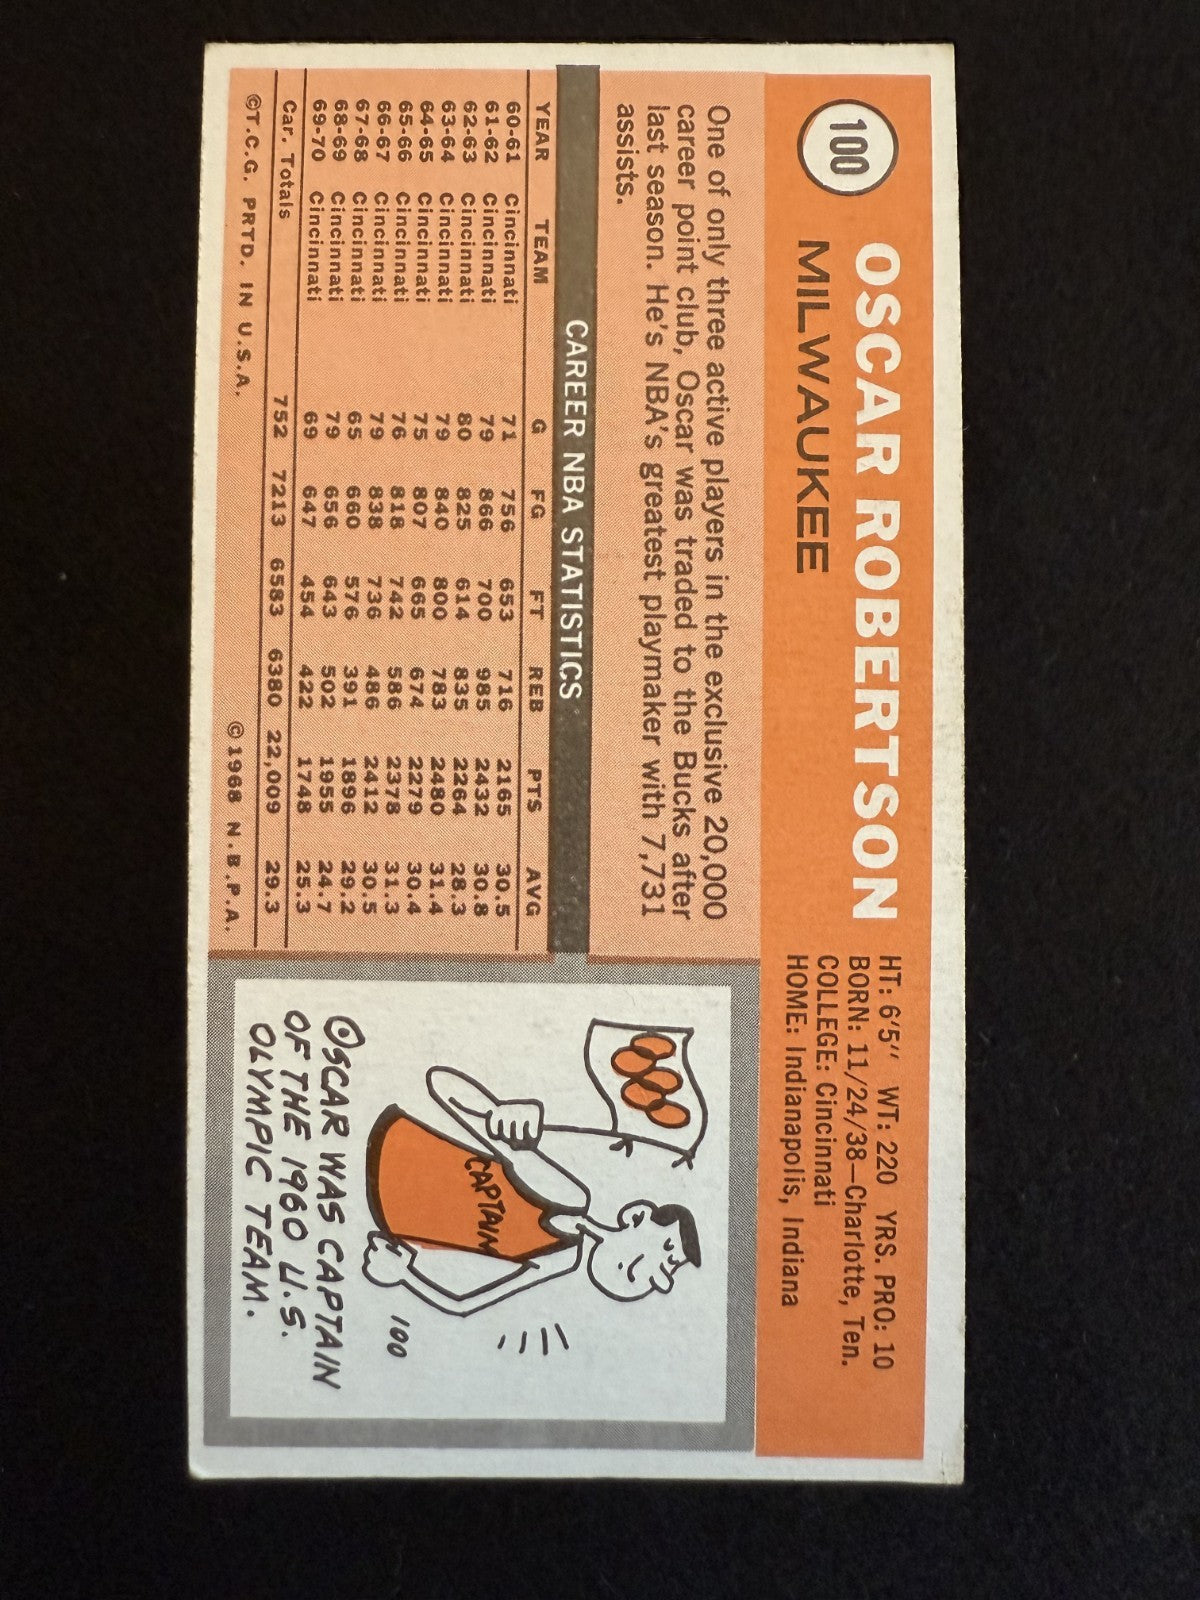 100
OSCAR ROBERTSON
MILWAUKEE
HT: 6'5" WT: 220 YRS. PRO: 10
BORN: 11/24/38—Charlotte, Ten.
COLLEGE: Cincinnati
HOME: Indianapolis, Indiana
One of only three active players in the exclusive 20,000
career point club, Oscar was traded to the Bucks after
last season. He's NBA's greatest playmaker with 7,731
assists.
CAREER NBA STATISTICS
YEAR TEAM G FG FT REB PTS AVG
60-61 Cincinnati 71 756 653 716 2165 30.5
61-62 Cincinnati 79 866 700 985 2432 30.8
62-63 Cincinnati 80 825 614 835 2264 28.3
63-64 Cincinnati 79 840 800 783 2480 31.4
64-65 Cincinnati 75 807 665 674 2279 30.4
65-66 Cincinnati 76 818 742 586 2378 31.3
66-67 Cincinnati 79 838 736 486 2412 30.5
67-68 Cincinnati 65 660 576 391 1896 29.2
68-69 Cincinnati 79 656 643 502 1955 24.7
69-70 Cincinnati 69 647 454 422 1748 25.3
Car. Totals 752 7213 6583 6380 22,009 29.3
©T.C.G. PRTD. IN U.S.A. ©1968 N.B.P.A.
CAPTAIN
100
OSCAR WAS CAPTAIN
OF THE 1960 U.S.
OLYMPIC TEAM.